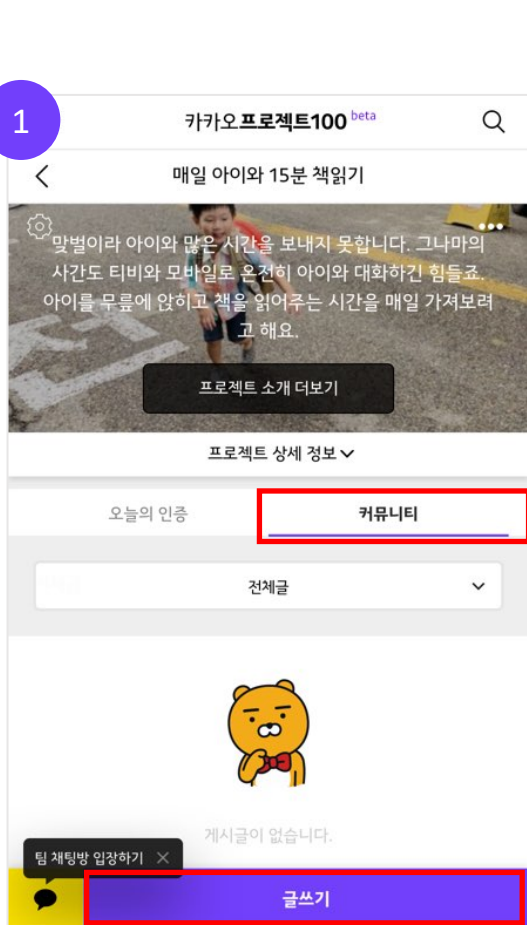 1
카카오프로젝트100 beta
매일 아이와 15분 책읽기
맞벌이라 아이와 많은 시간을 보내지 못합니다. 그나마의
시간도 티비와 모바일로 온전히 아이와 대화하긴 힘들죠.
아이를 무릎에 앉히고 책을 읽어주는 시간을 매일 가져보려
고 해요.
프로젝트 소개 더보기
프로젝트 상세 정보
오늘의 인증
커뮤니티
전체글
게시글이 없습니다.
팀 채팅방 입장하기
글쓰기